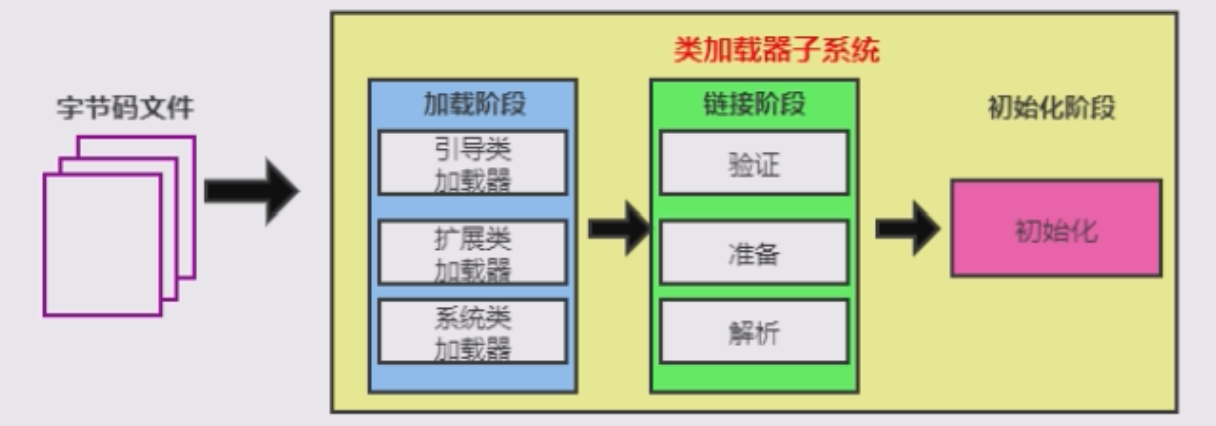 类加载器子系统
字节码文件
加载阶段
引导类
加载器
扩展类
加载器
系统类
加载器
链接阶段
验证
准备
解析
初始化阶段
初始化